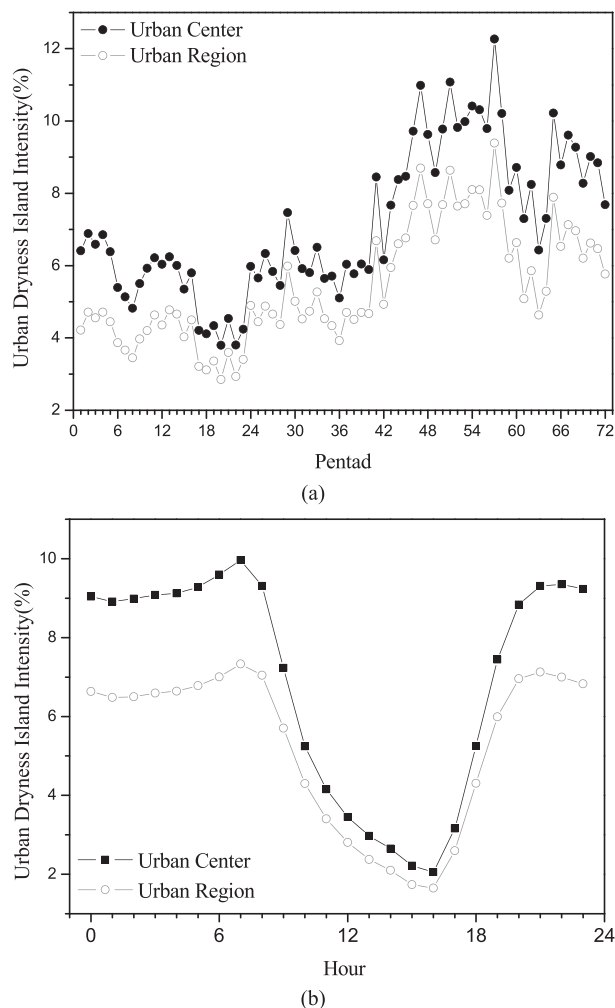 Urban Dryness Island Intensity(%)
12
10
8
6
4
2
Urban Center
Urban Region
0 6 12 18 24 30 36 42 48 54 60 66 72
Pentad
(a)
Urban Dryness Island Intensity(%)
10
8
6
4
2
Urban Center
Urban Region
0 6 12 18 24
Hour
(b)